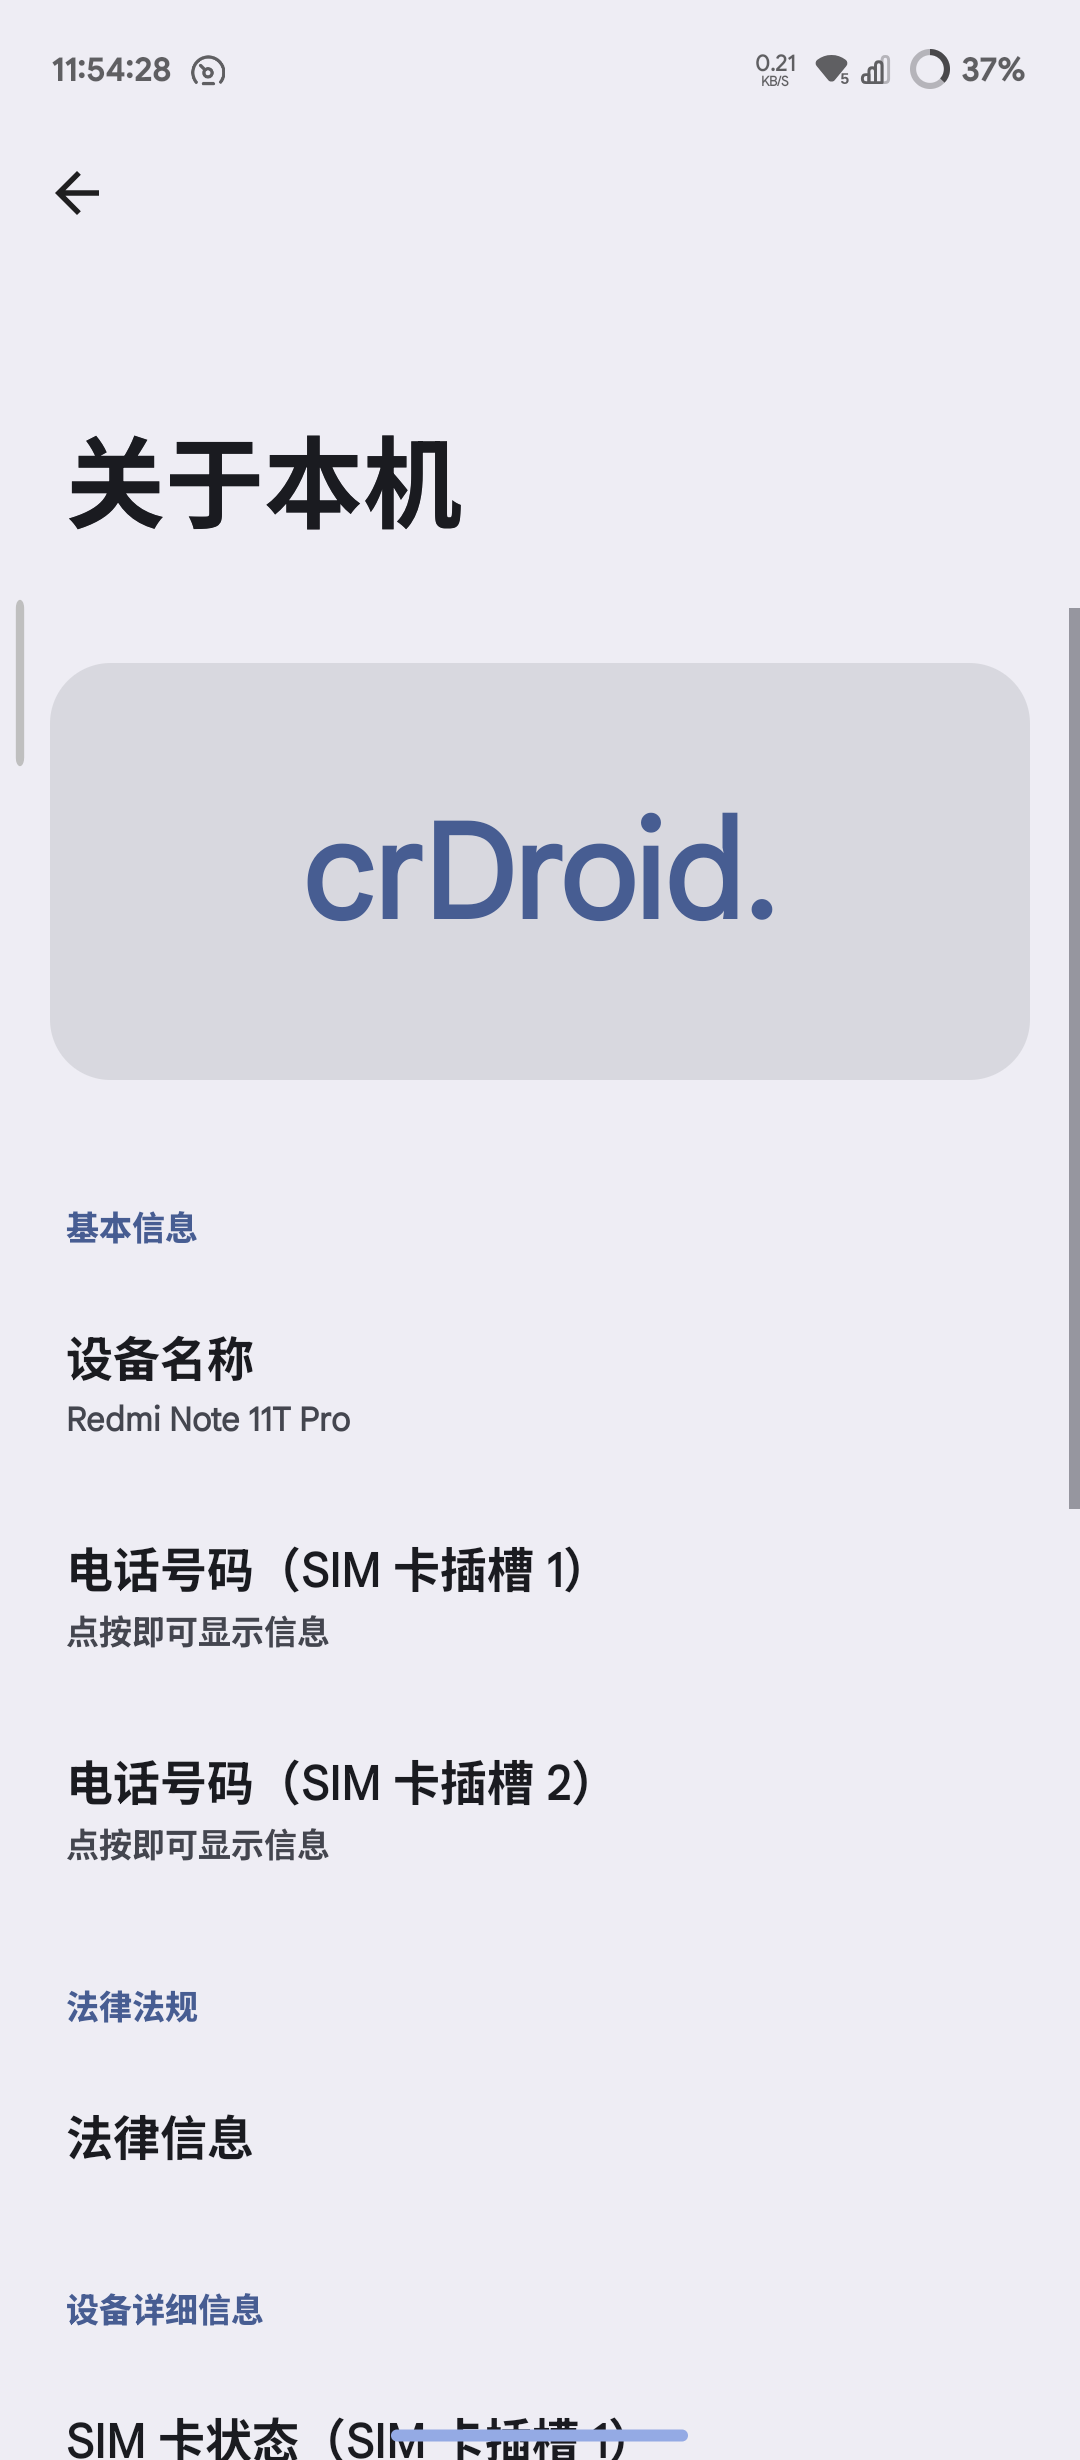 11:54:28
0.21
KB/S
5
37%
关于本机
crDroid.
基本信息
设备名称
Redmi Note 11T Pro
电话号码（SIM 卡插槽 1）
点按即可显示信息
电话号码（SIM 卡插槽 2）
点按即可显示信息
法律法规
法律信息
设备详细信息
SIM 卡状态（SIM 卡插槽 1）